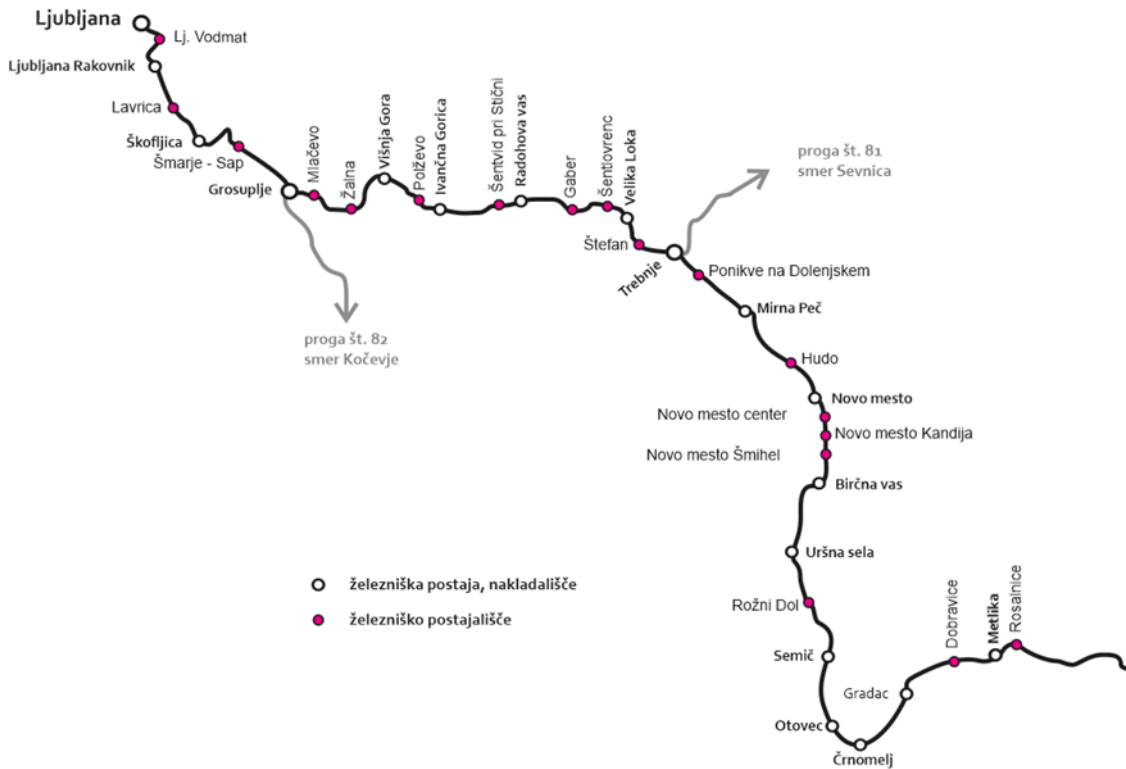 Ljubljana
Lj. Vodmat
Ljubljana Rakovnik
Lavrica
Škofljica
Šmarje - Sap
Grosuplje
Mlačevo
Žalna
Višnja Gora
Polževo
Ivančna Gorica
Šentvid pri Stični
Radohova vas
Gaber
Šentlovrenc
Velika Loka
Štefan
Trebnje
proga št. 81
smer Sevnica
proga št. 82
smer Kočevje
Ponikve na Dolenjskem
Mirna Peč
Hudo
Novo mesto
Novo mesto center
Novo mesto Kandija
Novo mesto Šmihel
Birčna vas
Uršna sela
Rožni Dol
Semič
Otovec
Črnomelj
Gradac
Dobravice
Metlika
Rosalnice
železniška postaja, nakladališče
železniško postajališče